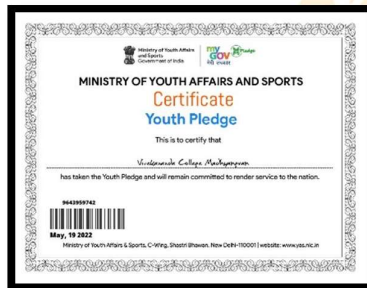 Ministry of Youth Affairs
and Sports
Government of India
my
GOV
मेरी सरकार
Pledge
MINISTRY OF YOUTH AFFAIRS AND SPORTS
Certificate
Youth Pledge
This is to certify that
Vivekananda College Madhyamgram
has taken the Youth Pledge and will remain committed to render service to the nation.
9643959742
May, 19 2022
Ministry of Youth Affairs & Sports, C-Wing, Shastri Bhawan, New Delhi-110001 | website: www.yas.nic.in